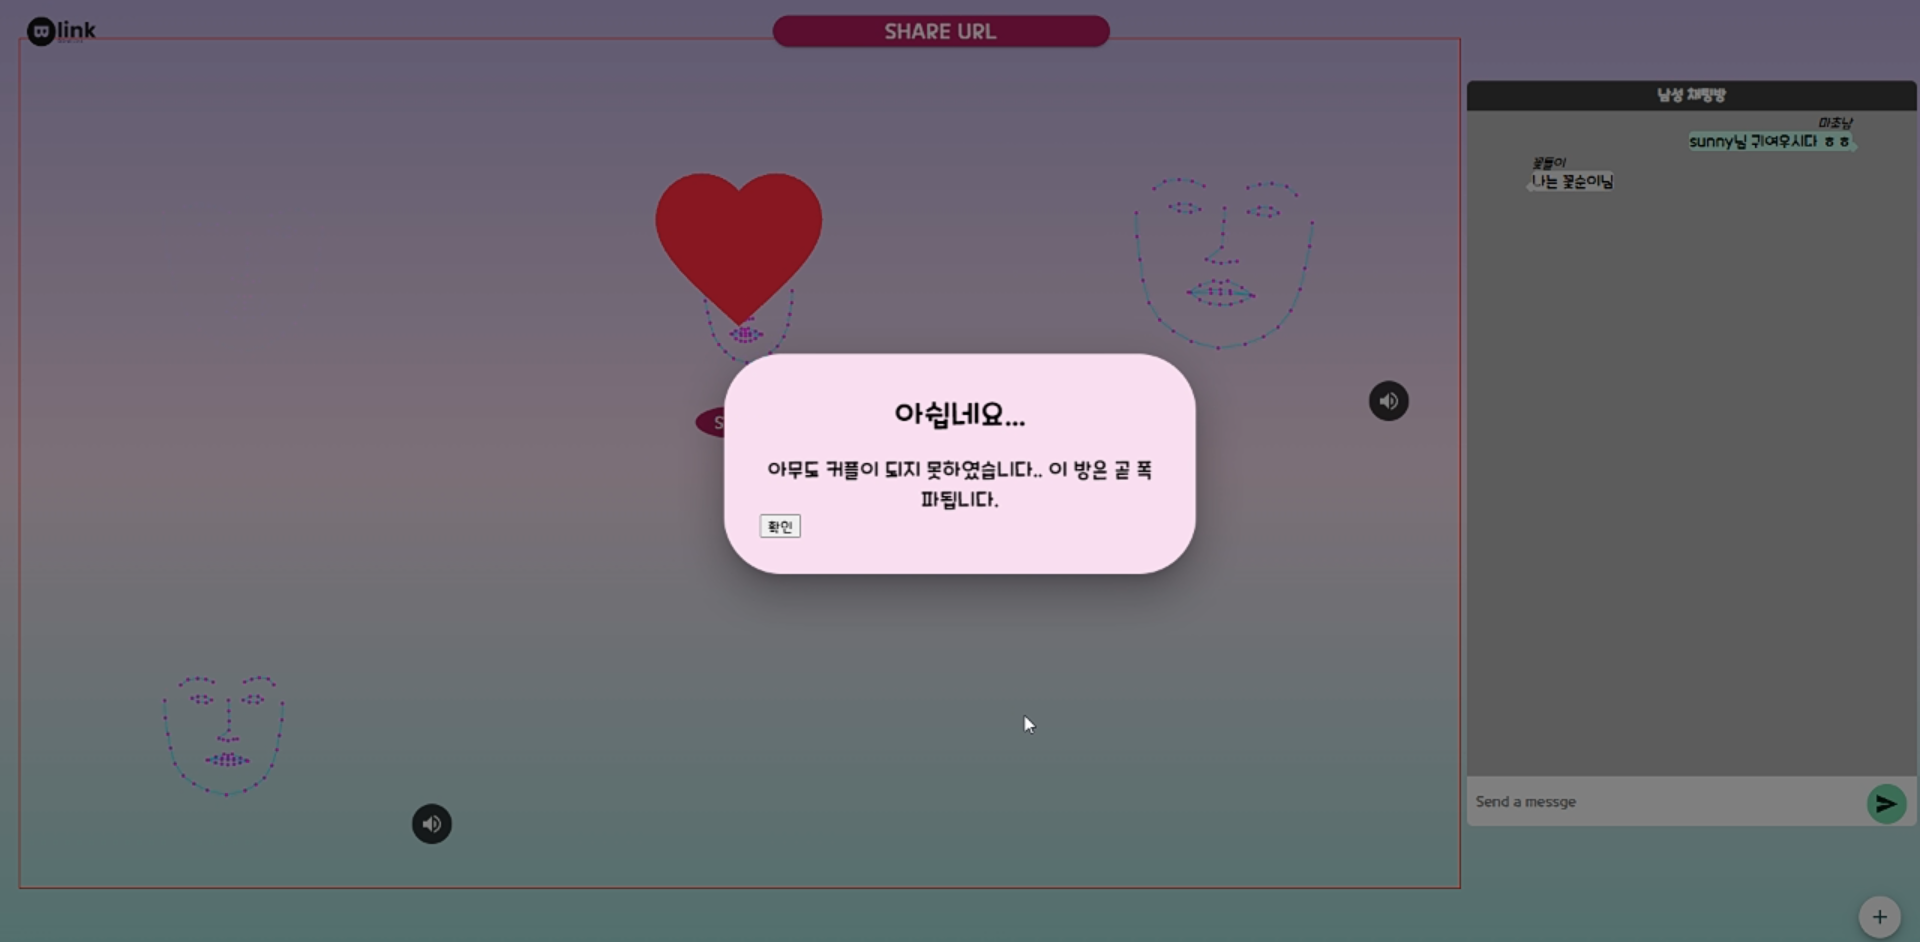 Blink
SHARE URL
남성 채팅방
마초남
sunny님 귀여우시다 ㅎㅎ
꽃돌이
나는 꽃순이님
S
아쉽네요...
아무도 커플이 되지 못하였습니다.. 이 방은 곧 폭
파됩니다.
확인
Send a messge